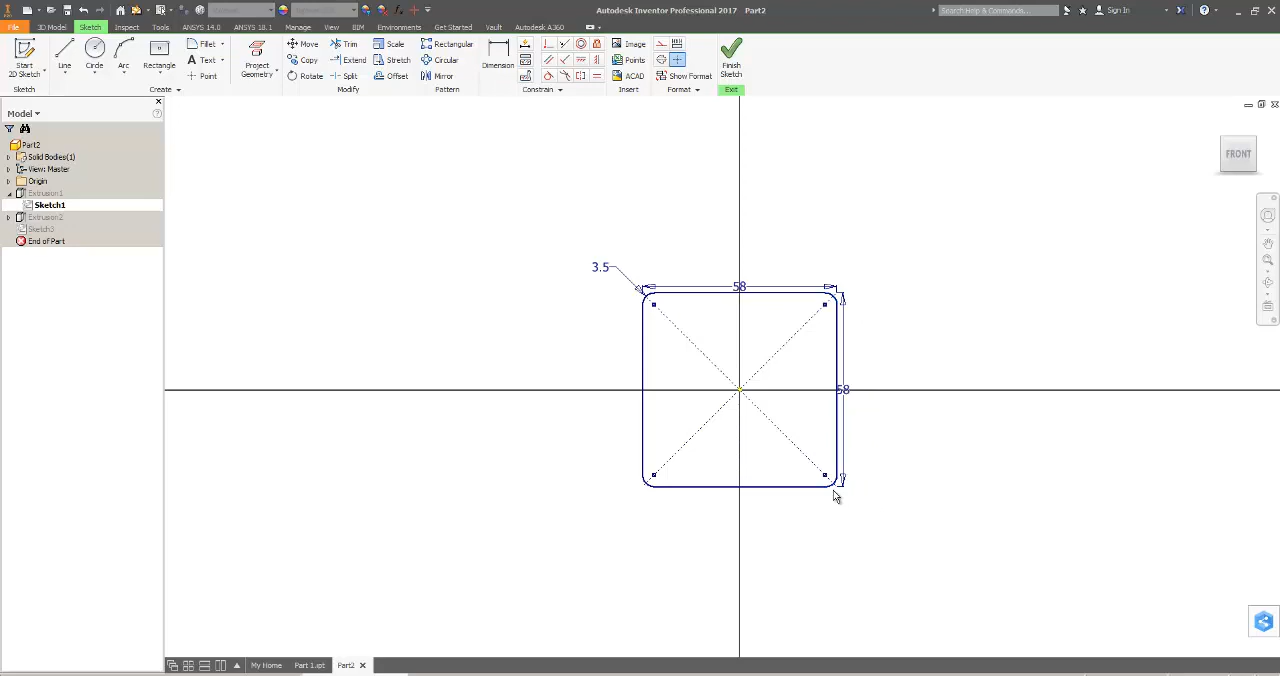 Autodesk Inventor Professional 2017 Part2
Search Help & Commands...
Sign In
File 3D Model Sketch Inspect Tools ANSYS 14.0 ANSYS 18.1 Manage View BIM Environments Get Started Vault Autodesk A360
Start
2D Sketch
Line
Circle
Arc
Rectangle
Fillet
Text
Point
Project
Geometry
Move
Copy
Rotate
Trim
Extend
Split
Scale
Stretch
Offset
Rectangular
Circular
Mirror
Dimension
Image
Points
ACAD
Show Format
Finish
Sketch
Sketch Create Modify Pattern Constrain Insert Format Exit
Model
Part2
Solid Bodies(1)
View: Master
Origin
Extrusion1
Sketch1
Extrusion2
Sketch3
End of Part
FRONT
3.5
58
58
My Home Part 1.ipt Part2